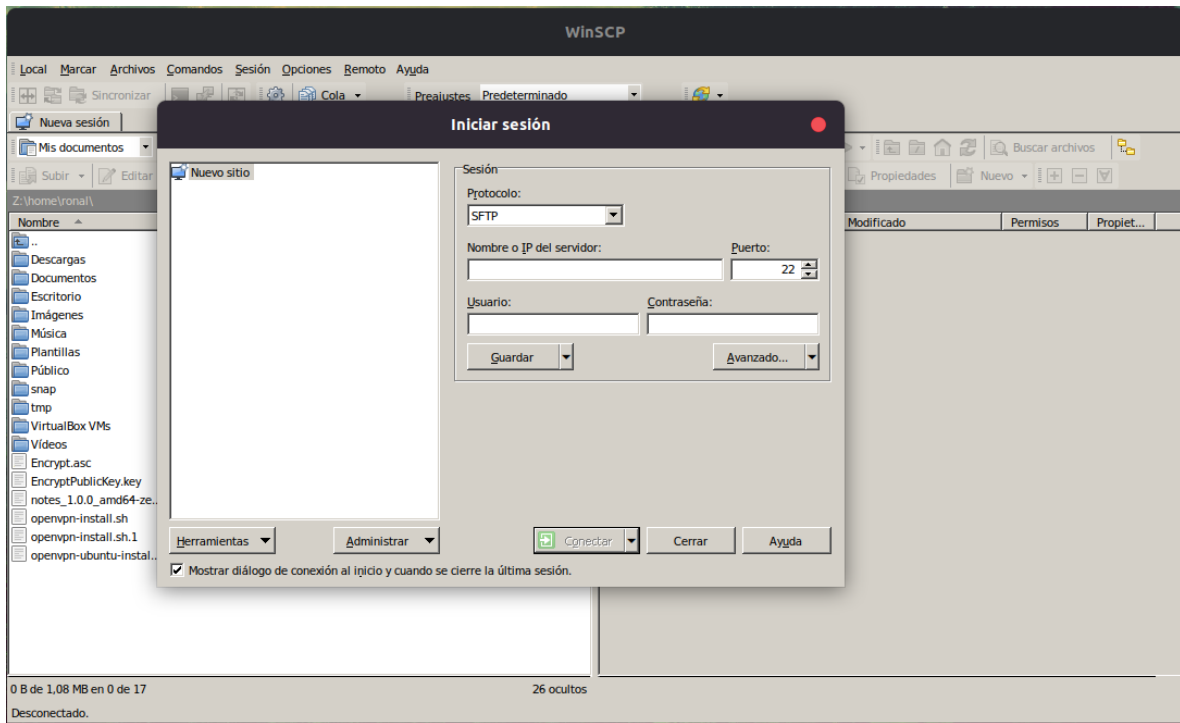 WinSCP
Local Marcar Archivos Comandos Sesión Opciones Remoto Ayuda
Sincronizar Cola Preajustes Predeterminado
Nueva sesión
Mis documentos
Subir Editar
Z:\home\ronal\
Nombre
..
Descargas
Documentos
Escritorio
Imágenes
Música
Plantillas
Público
snap
tmp
VirtualBox VMs
Vídeos
Encrypt.asc
EncryptPublicKey.key
notes_1.0.0_amd64-ze..
openvpn-install.sh
openvpn-install.sh.1
openvpn-ubuntu-instal..
Iniciar sesión
Nuevo sitio
Sesión
Protocolo:
SFTP
Nombre o IP del servidor: Puerto:
22
Usuario: Contraseña:
Guardar Avanzado...
Herramientas Administrar Conectar Cerrar Ayuda
Mostrar diálogo de conexión al inicio y cuando se cierre la última sesión.
Buscar archivos
Propiedades Nuevo
Modificado Permisos Propiet...
0 B de 1,08 MB en 0 de 17 26 ocultos
Desconectado.